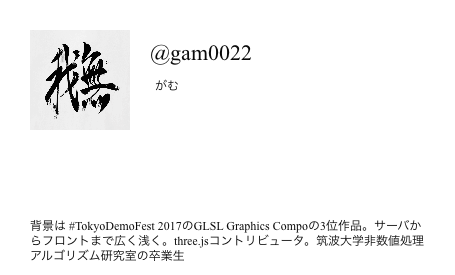 我無
@gam0022
がむ
背景は #TokyoDemoFest 2017のGLSL Graphics Compoの3位作品。サーバか
らフロントまで広く浅く。three.jsコントリビュータ。筑波大学非数値処理
アルゴリズム研究室の卒業生